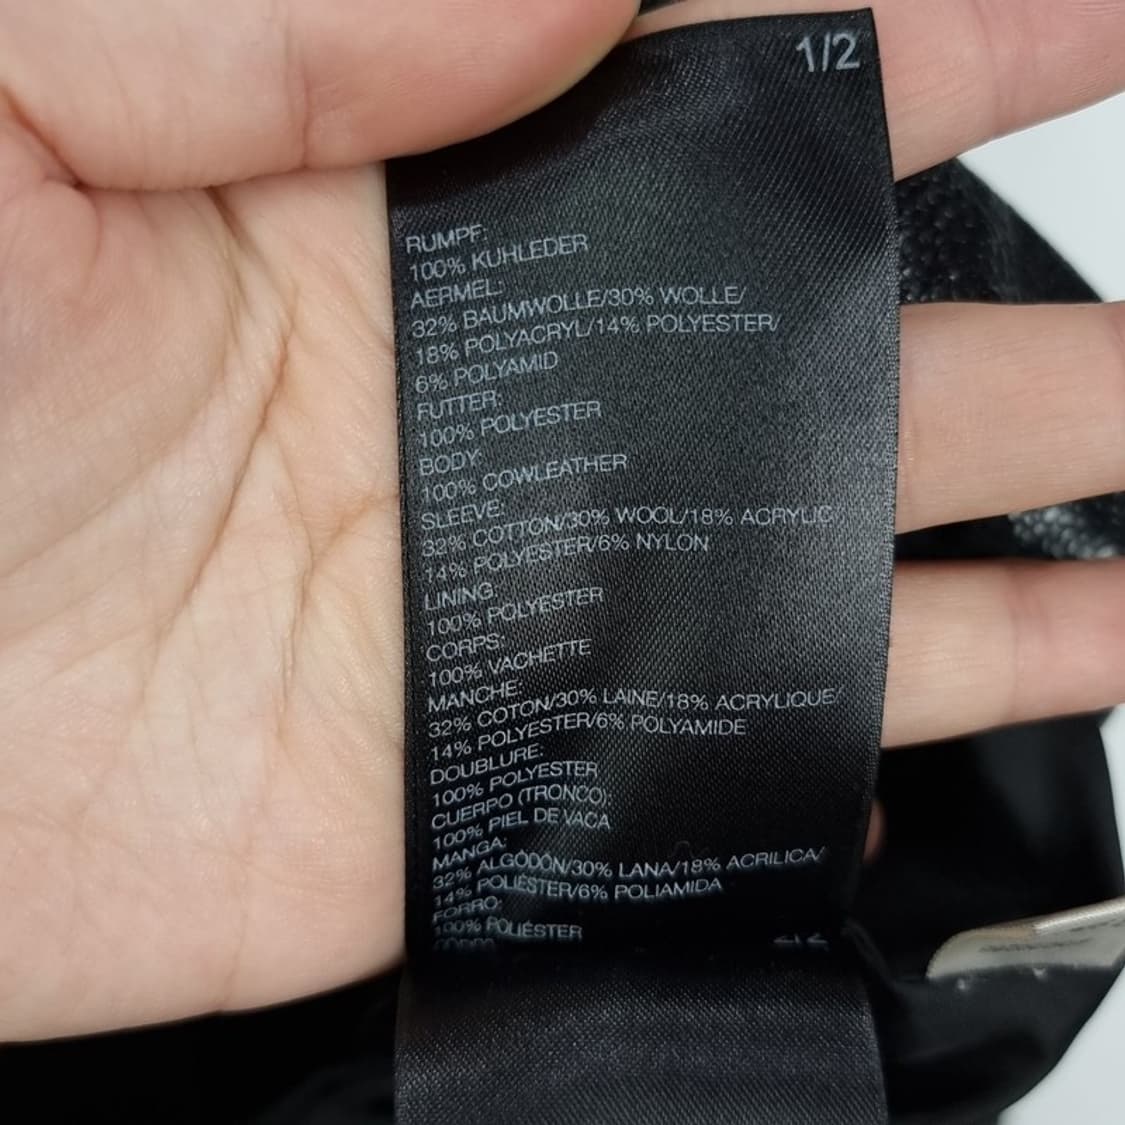 1/2
RUMPF:
100% KUHLEDER
AERMEL:
32% BAUMWOLLE/30% WOLLE/
18% POLYACRYL/14% POLYESTER/
6% POLYAMID
FUTTER:
100% POLYESTER
BODY:
100% COWLEATHER
SLEEVE:
32% COTTON/30% WOOL/18% ACRYLIC
14% POLYESTER/6% NYLON
LINING:
100% POLYESTER
CORPS:
100% VACHETTE
MANCHE:
32% COTON/30% LAINE/18% ACRYLIQUE/
14% POLYESTER/6% POLYAMIDE
DOUBLURE:
100% POLYESTER
CUERPO (TRONCO):
100% PIEL DE VACA
MANGA:
32% ALGODÓN/30% LANA/18% ACRILICA/
14% POLIÉSTER/6% POLIAMIDA
FORRO:
100% POLIÉSTER